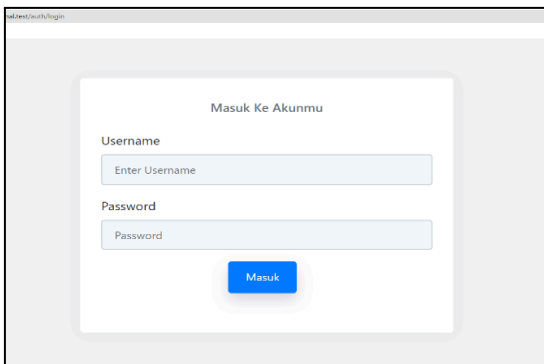 nal.test/auth/login
Masuk Ke Akunmu
Username
Enter Username
Password
Password
Masuk